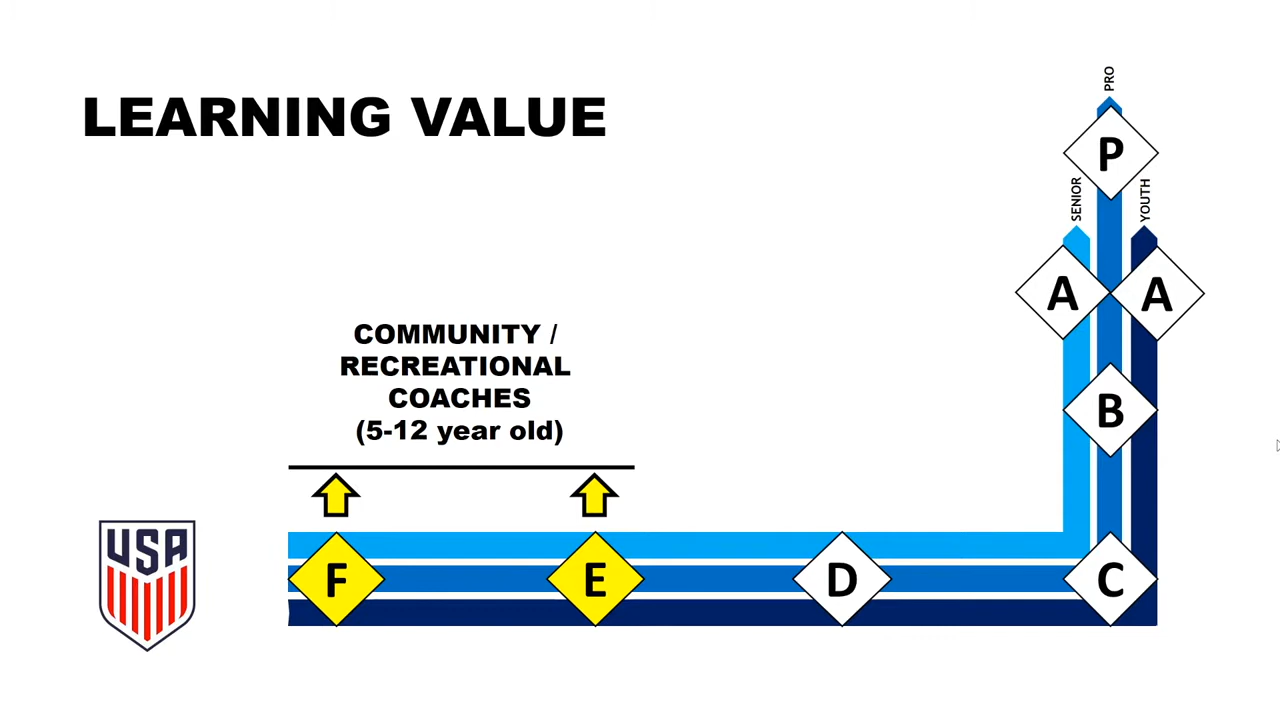 LEARNING VALUE
PRO
P
SENIOR
YOUTH
A
A
COMMUNITY /
RECREATIONAL
COACHES
(5-12 year old)
B
USA
F
E
D
C